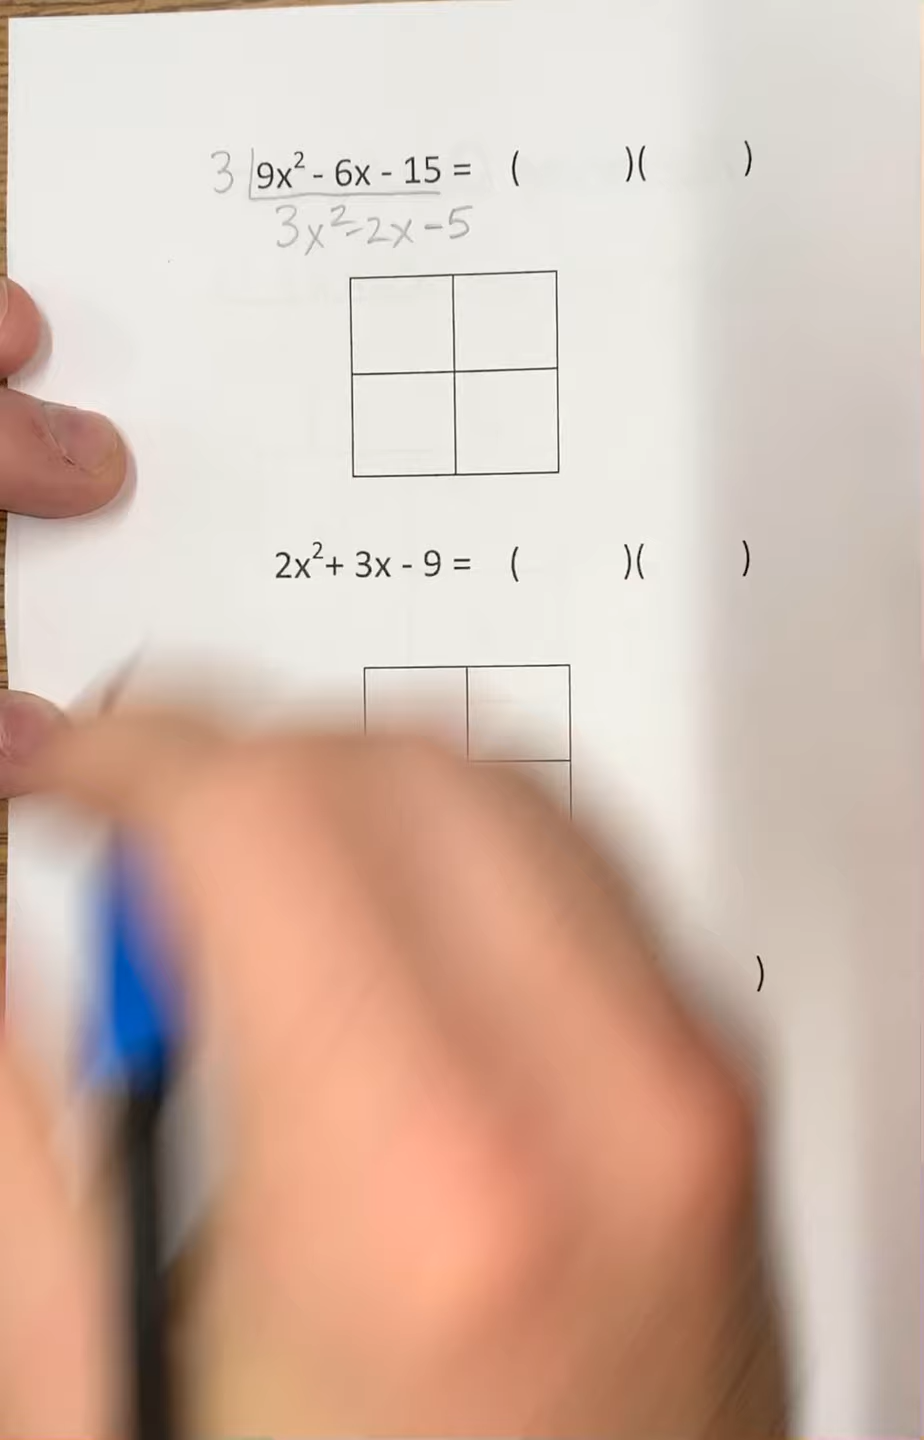 3 9x² - 6x - 15 = ( )( )
3x² - 2x - 5
2x² + 3x - 9 = ( )( )
)